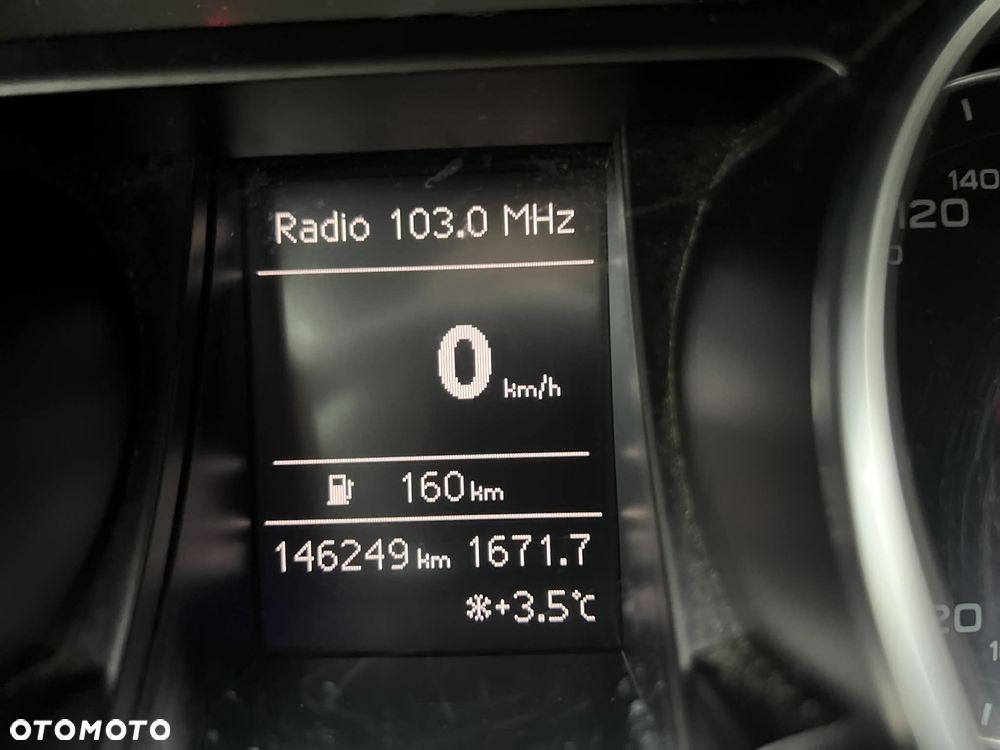 Radio 103.0 MHz
0 km/h
160 km
146249 km 1671.7
+3.5°C
140
120
20
OTOMOTO